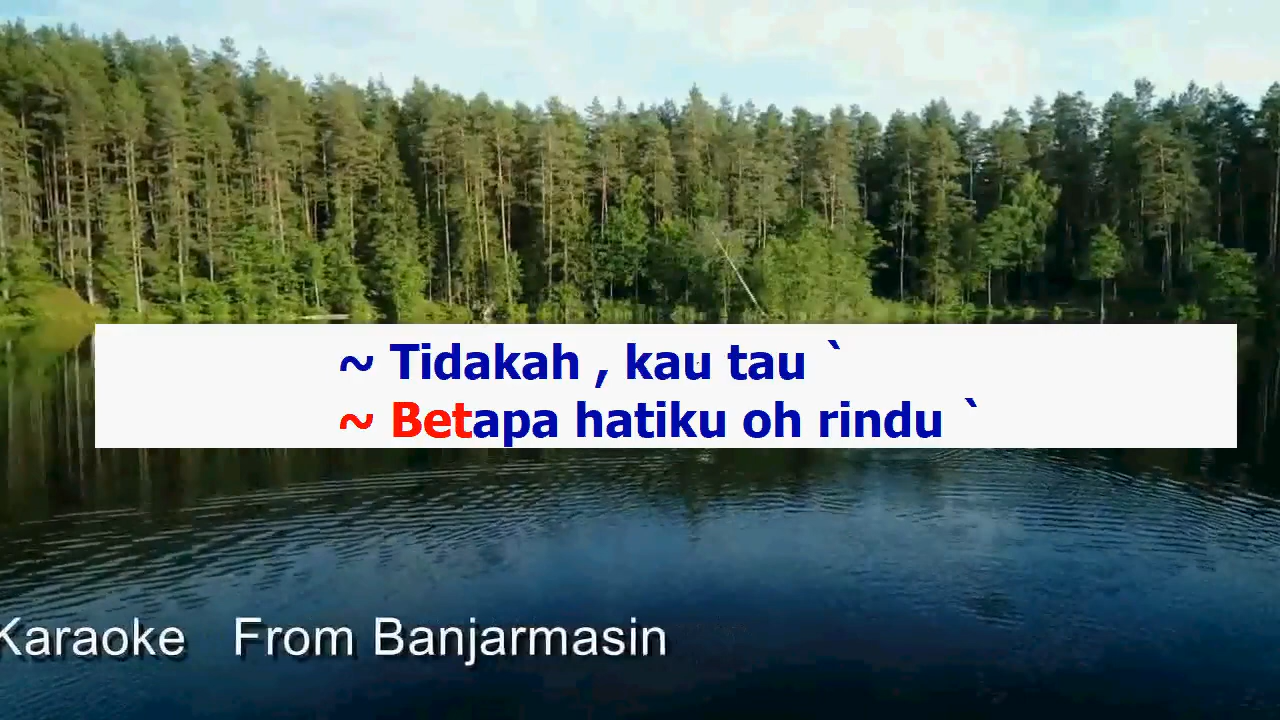 ~ Tidakah , kau tau `
~ Betapa hatiku oh rindu `
Karaoke From Banjarmasin